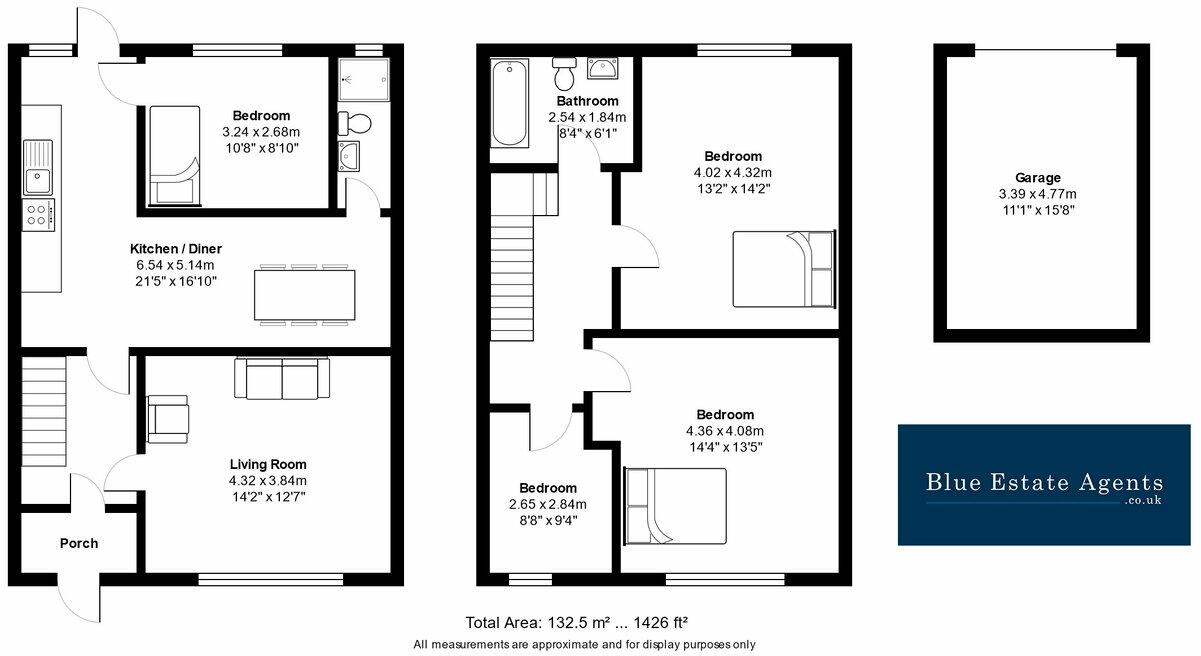 Bedroom
3.24 x 2.68m
10'8" x 8'10"
Kitchen / Diner
6.54 x 5.14m
21'5" x 16'10"
Living Room
4.32 x 3.84m
14'2" x 12'7"
Porch
Bathroom
2.54 x 1.84m
8'4" x 6'1"
Bedroom
4.02 x 4.32m
13'2" x 14'2"
Bedroom
4.36 x 4.08m
14'4" x 13'5"
Bedroom
2.65 x 2.84m
8'8" x 9'4"
Garage
3.39 x 4.77m
11'1" x 15'8"
Blue Estate Agents
.co.uk
Total Area: 132.5 m² ... 1426 ft²
All measurements are approximate and for display purposes only